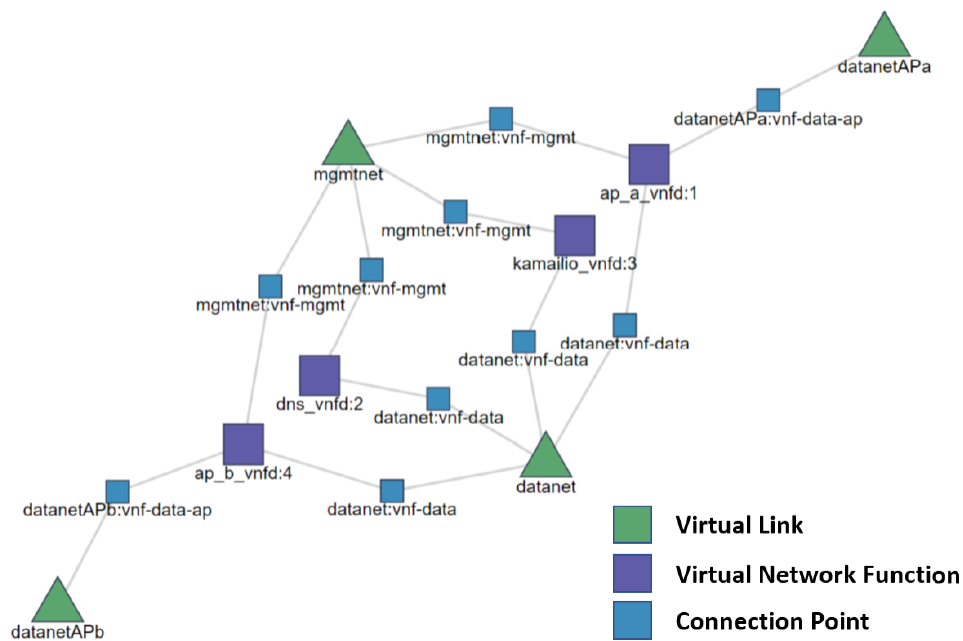 datanetAPa
datanetAPa:vnf-data-ap
mgmtnet:vnf-mgmt
mgmtnet
ap_a_vnfd:1
mgmtnet:vnf-mgmt
kamailio_vnfd:3
mgmtnet:vnf-mgmt
mgmtnet:vnf-mgmt
datanet:vnf-data
datanet:vnf-data
dns_vnfd:2
datanet:vnf-data
ap_b_vnfd:4
datanet
datanetAPb:vnf-data-ap
datanet:vnf-data
Virtual Link
Virtual Network Function
Connection Point
datanetAPb